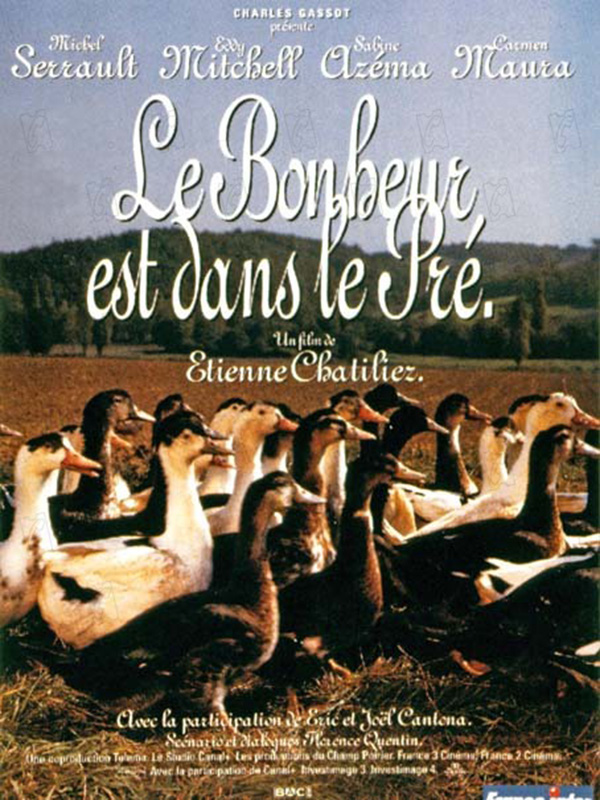 CHARLES GASSOT
présente
Michel Eddy Sabine Carmen
Serrault Mitchell Azéma Maura
Le Bonheur
est dans le Pré.
Un film de
Etienne Chatiliez.
Avec la participation de Eric et Joël Cantona.
Scénario et dialogues Florence Quentin.
Une coproduction Telema. Le Studio Canal+. Les productions du Champ Poirier. France 3 Cinéma. France 2 Cinéma.
Avec la participation de Canal+. Investimage 3. Investimage 4.
BAC
France Inter